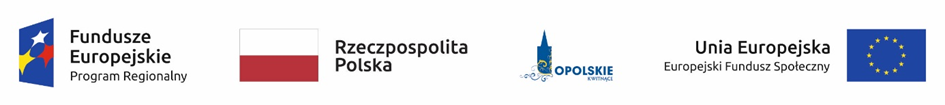 Fundusze
Europejskie
Program Regionalny
Rzeczpospolita
Polska
OPOLSKIE
KWITNĄCE
Unia Europejska
Europejski Fundusz Społeczny